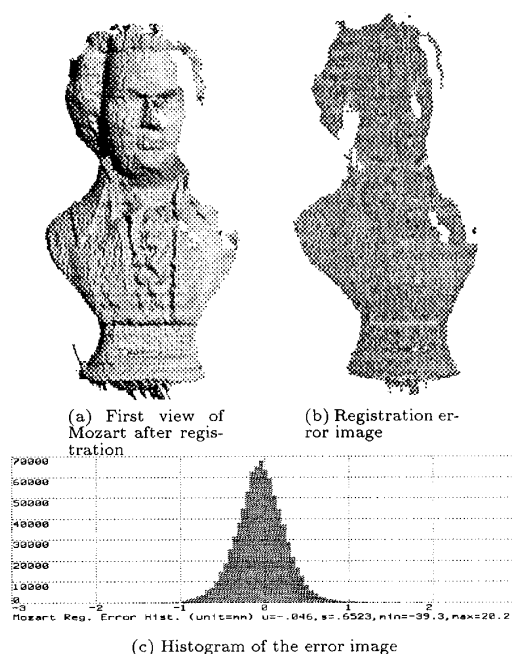 (a) First view of
Mozart after regis-
tration
(b) Registration er-
ror image
70000
60000
50000
40000
30000
20000
10000
0
-3 -2 -1 0 1 2
Mozart Reg. Error Hist. (unit=mm) u=-.046,s=.6523,min=-39.3,max=20.2
(c) Histogram of the error image